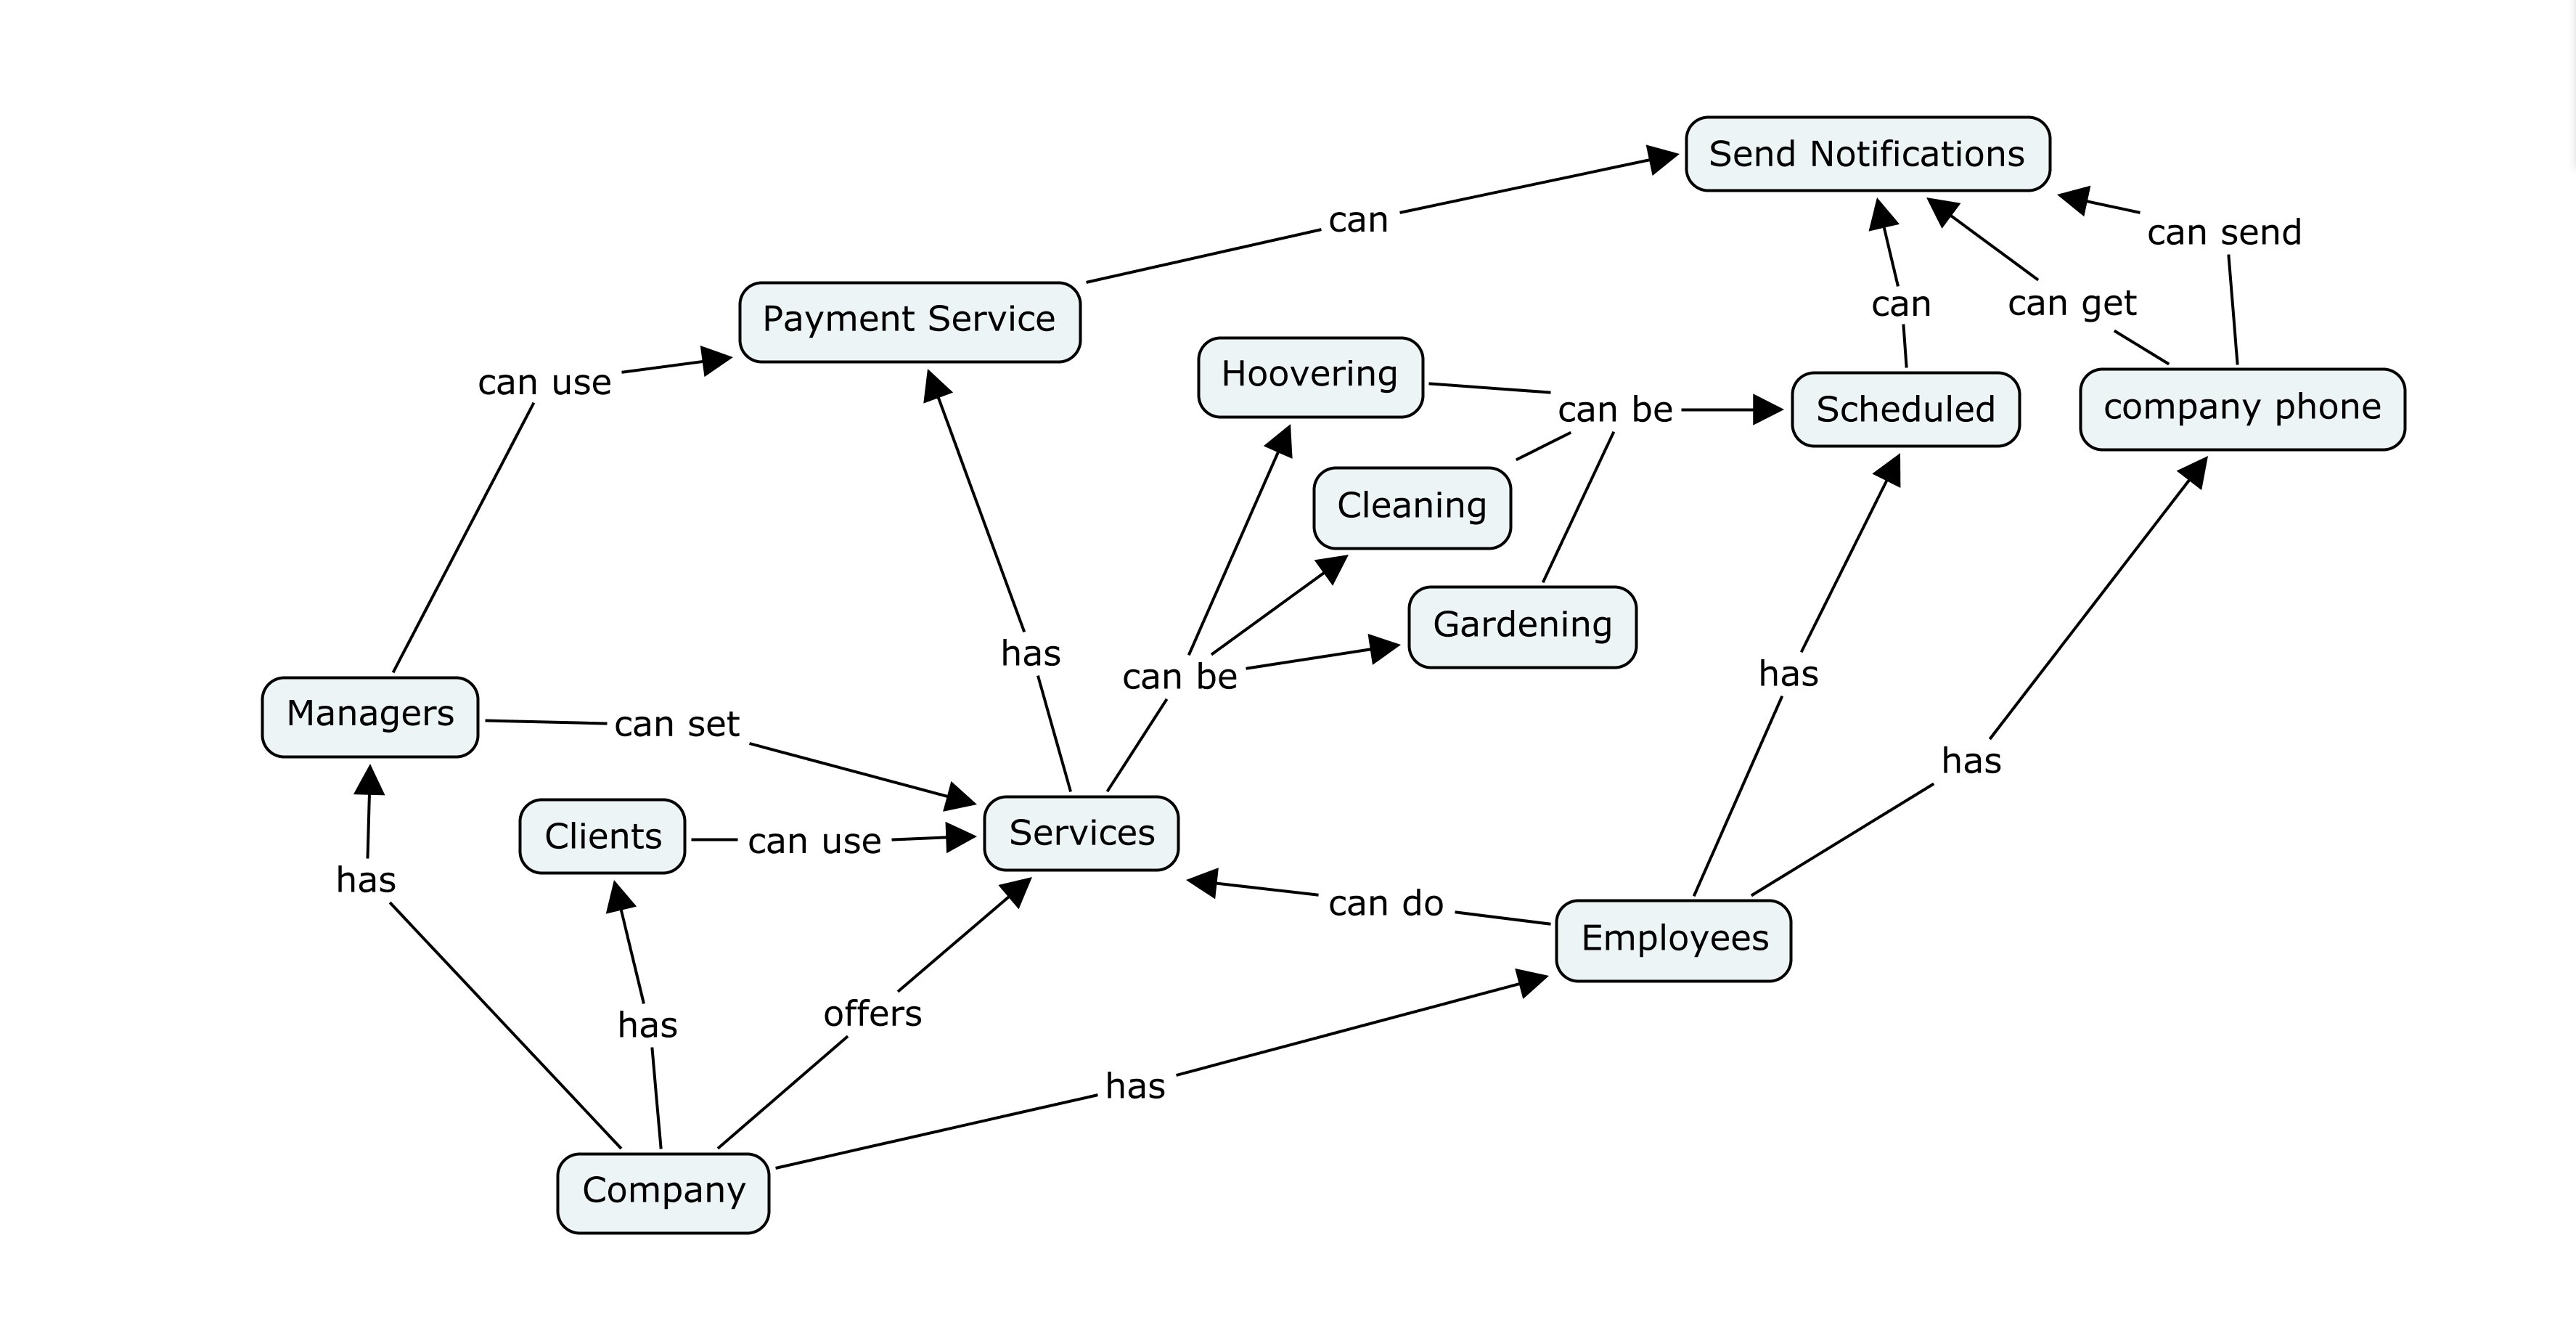 Send Notifications
can
can send
Payment Service
can
can get
Hoovering
can use
can be
Scheduled
company phone
Cleaning
Gardening
has
can be
has
Managers
can set
has
Clients
can use
Services
has
can do
Employees
has
offers
has
Company